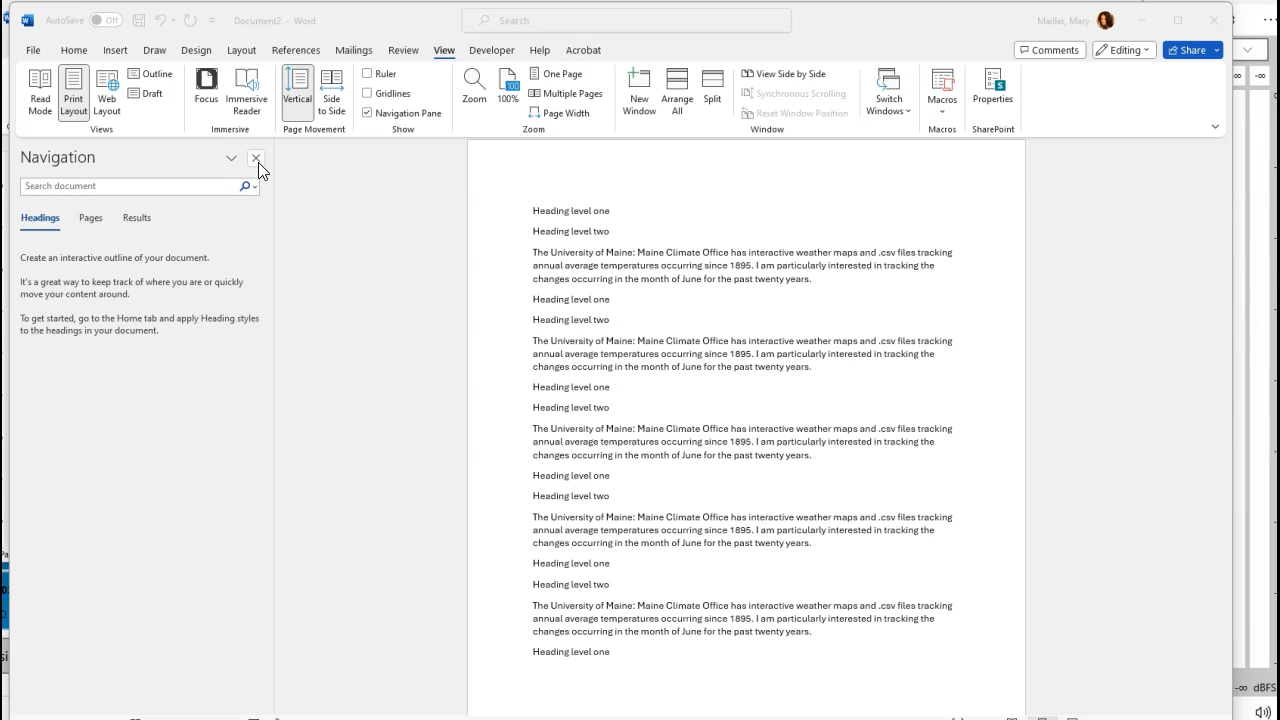 AutoSave Off Document2 - Word Search Mailler, Mary
File Home Insert Draw Design Layout References Mailings Review View Developer Help Acrobat Comments Editing Share
Read Mode
Print Layout
Web Layout
Outline
Draft
Views
Focus
Immersive Reader
Immersive
Vertical
Side to Side
Page Movement
Ruler
Gridlines
Navigation Pane
Show
Zoom
100
100%
One Page
Multiple Pages
Page Width
Zoom
New Window
Arrange All
Split
View Side by Side
Synchronous Scrolling
Reset Window Position
Window
Switch Windows
Macros
Macros
Properties
SharePoint
Navigation
Search document
Headings Pages Results
Create an interactive outline of your document.
It's a great way to keep track of where you are or quickly
move your content around.
To get started, go to the Home tab and apply Heading styles
to the headings in your document.
Heading level one
Heading level two
The University of Maine: Maine Climate Office has interactive weather maps and .csv files tracking
annual average temperatures occurring since 1895. I am particularly interested in tracking the
changes occurring in the month of June for the past twenty years.
Heading level one
Heading level two
The University of Maine: Maine Climate Office has interactive weather maps and .csv files tracking
annual average temperatures occurring since 1895. I am particularly interested in tracking the
changes occurring in the month of June for the past twenty years.
Heading level one
Heading level two
The University of Maine: Maine Climate Office has interactive weather maps and .csv files tracking
annual average temperatures occurring since 1895. I am particularly interested in tracking the
changes occurring in the month of June for the past twenty years.
Heading level one
Heading level two
The University of Maine: Maine Climate Office has interactive weather maps and .csv files tracking
annual average temperatures occurring since 1895. I am particularly interested in tracking the
changes occurring in the month of June for the past twenty years.
Heading level one
Heading level two
The University of Maine: Maine Climate Office has interactive weather maps and .csv files tracking
annual average temperatures occurring since 1895. I am particularly interested in tracking the
changes occurring in the month of June for the past twenty years.
Heading level one
-∞ dBFS